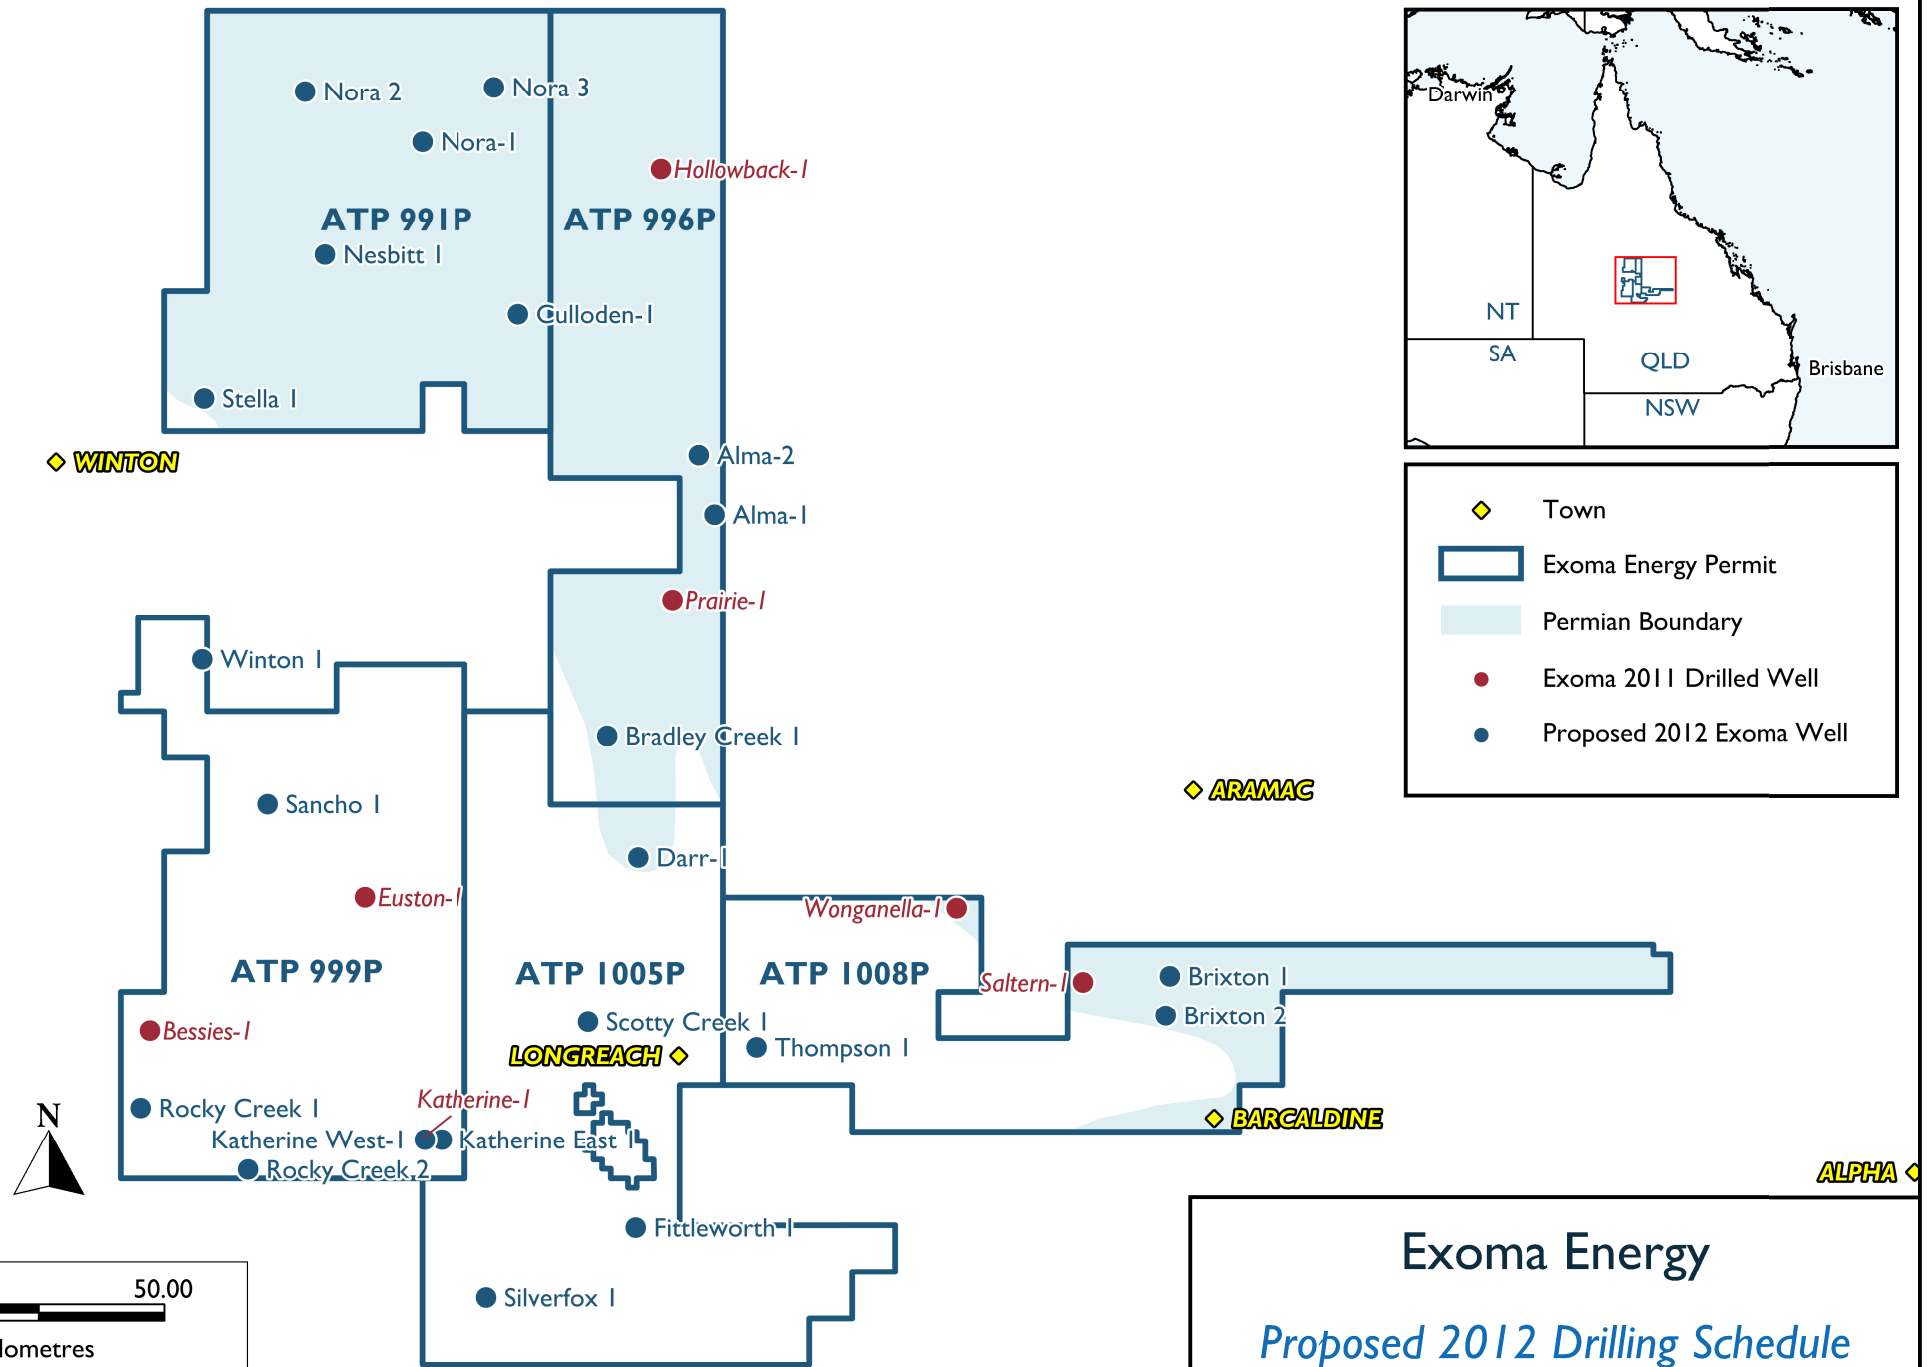 Nora 2
Nora 3
Nora-1
Hollowback-1
ATP 991P
ATP 996P
Nesbitt 1
Culloden-1
Stella 1
WINTON
Alma-2
Alma-1
Prairie-1
Winton 1
Bradley Creek 1
Sancho 1
Darr-1
Euston-1
Wonganella-1
ATP 999P
ATP 1005P
ATP 1008P
Saltern-1
Brixton 1
Brixton 2
Bessies-1
Scotty Creek 1
LONGREACH
Thompson 1
Katherine-1
Rocky Creek 1
Katherine West-1
Katherine East 1
Rocky Creek 2
BARCALDINE
ARAMAC
ALPHA
Fittleworth 1
Silverfox 1
N
50.00
lometres
Darwin
NT
SA
QLD
Brisbane
NSW
Town
Exoma Energy Permit
Permian Boundary
Exoma 2011 Drilled Well
Proposed 2012 Exoma Well
Exoma Energy
Proposed 2012 Drilling Schedule